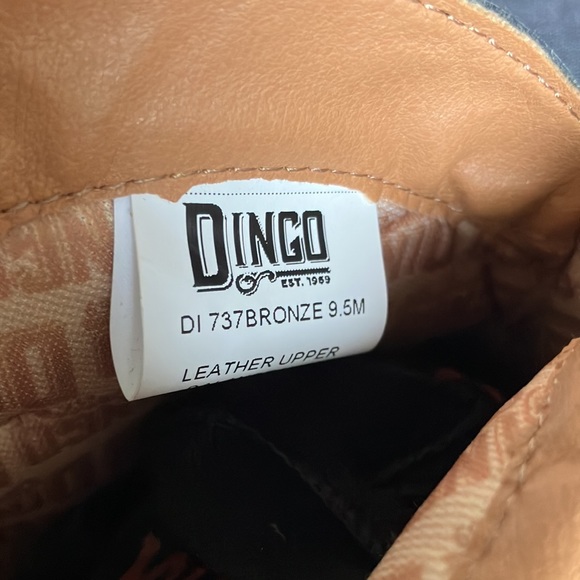 DINGO
EST. 1969
DI 737BRONZE 9.5M
LEATHER UPPER